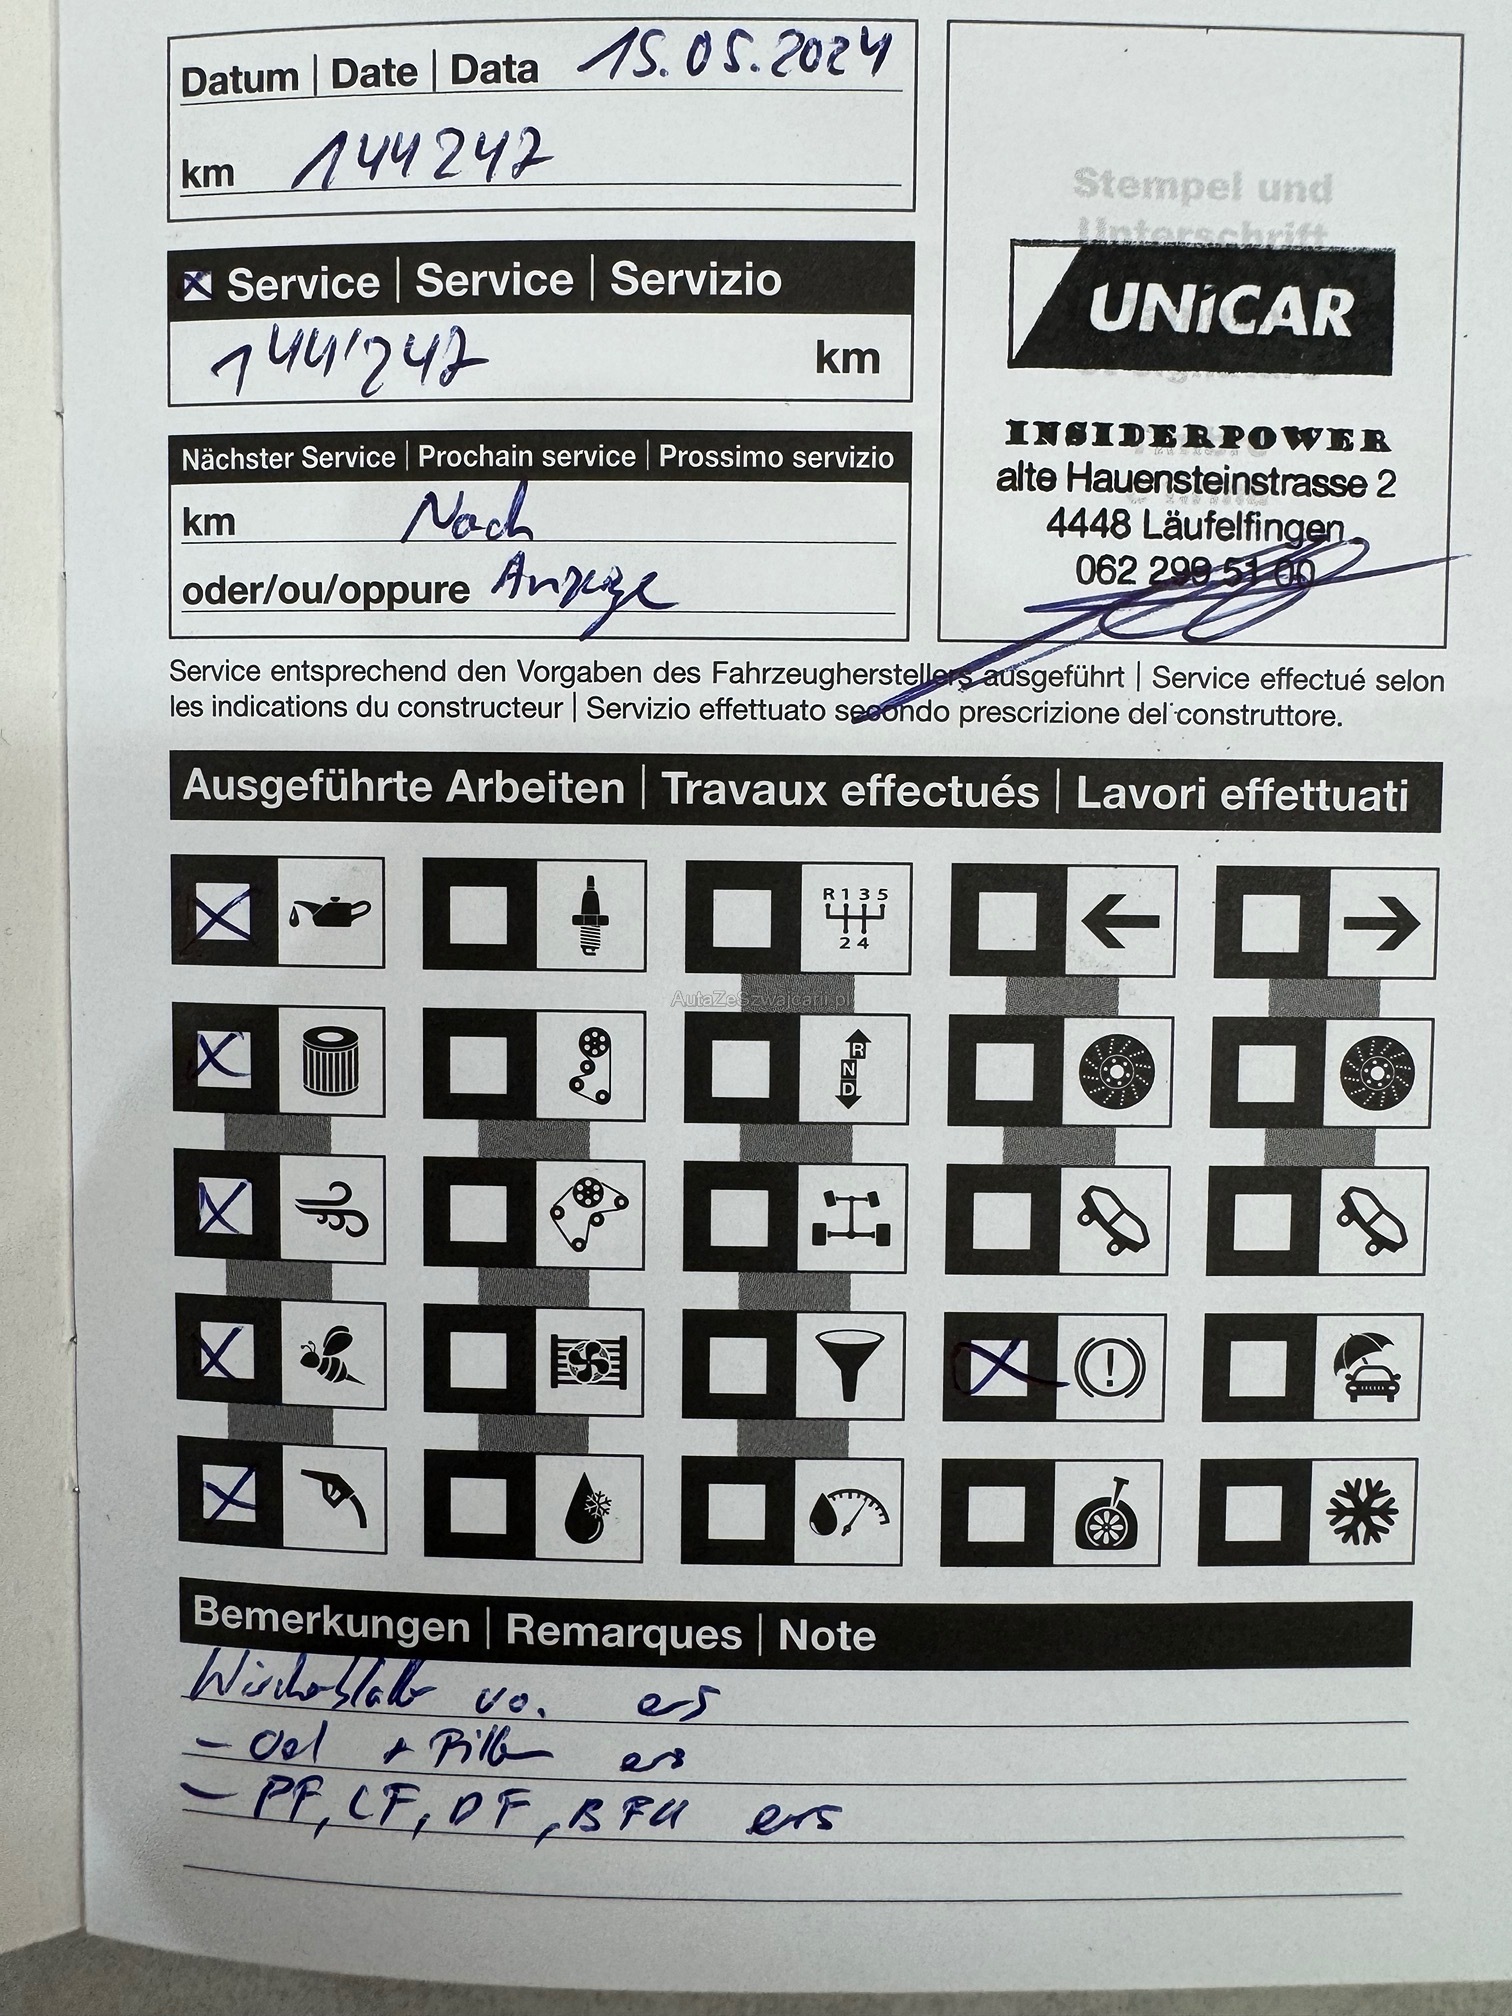 Datum | Date | Data 15.05.2024
km 144247
Service | Service | Servizio
144'247 km
Nächster Service | Prochain service | Prossimo servizio
km Nach
oder/ou/oppure Anzeige
Stempel und
Unterschrift
UNiCAR
INSIDERPOWER
alte Hauensteinstrasse 2
4448 Läufelfingen
062 299 51 00
Service entsprechend den Vorgaben des Fahrzeugherstellers ausgeführt | Service effectué selon
les indications du constructeur | Servizio effettuato secondo prescrizione del costruttore.
Ausgeführte Arbeiten | Travaux effectués | Lavori effettuati
R 1 3 5
2 4
R
N
D
AutaZeSzwajcarii.pl
Bemerkungen | Remarques | Note
Wischerblätter vo. ers
- Oel + Filter ers
- PF, LF, DF, BFU ers